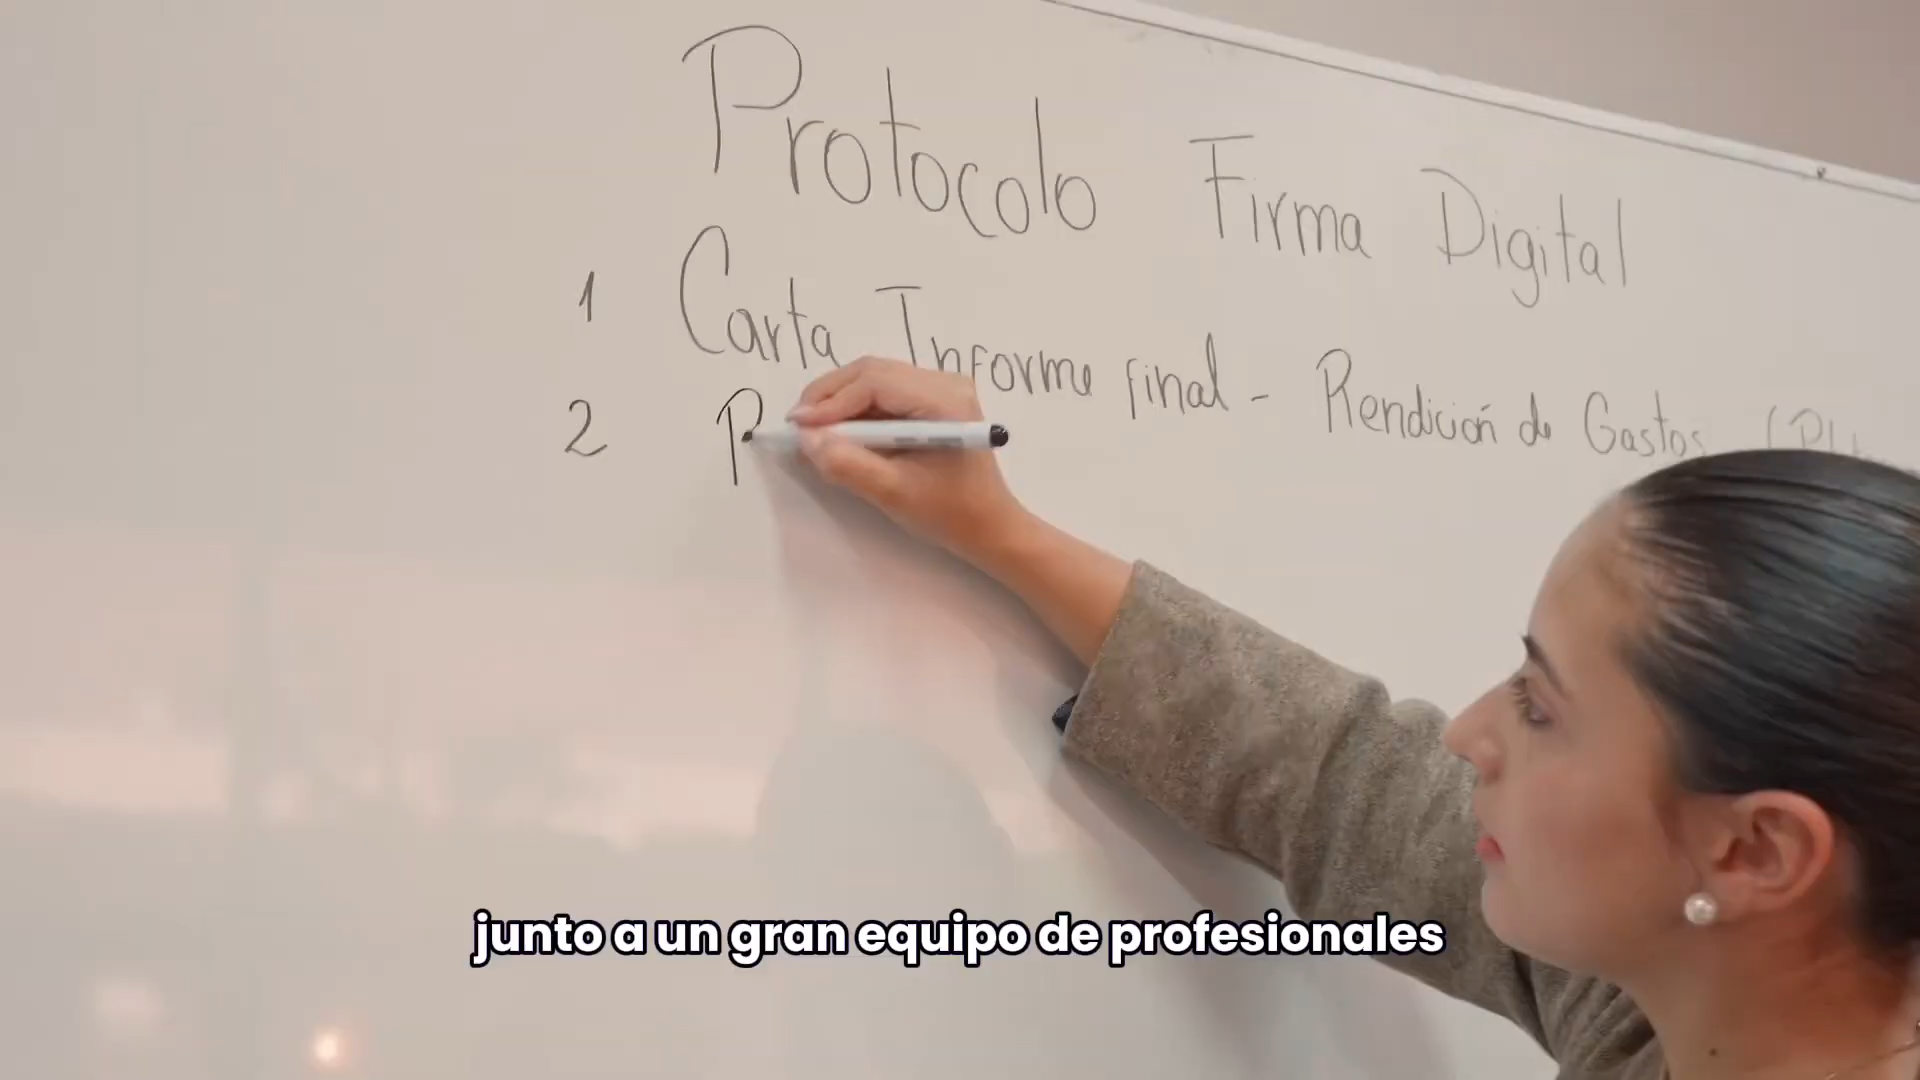 Protocolo Firma Digital
1 Carta Informe final - Rendición de Gastos
2 P
junto a un gran equipo de profesionales